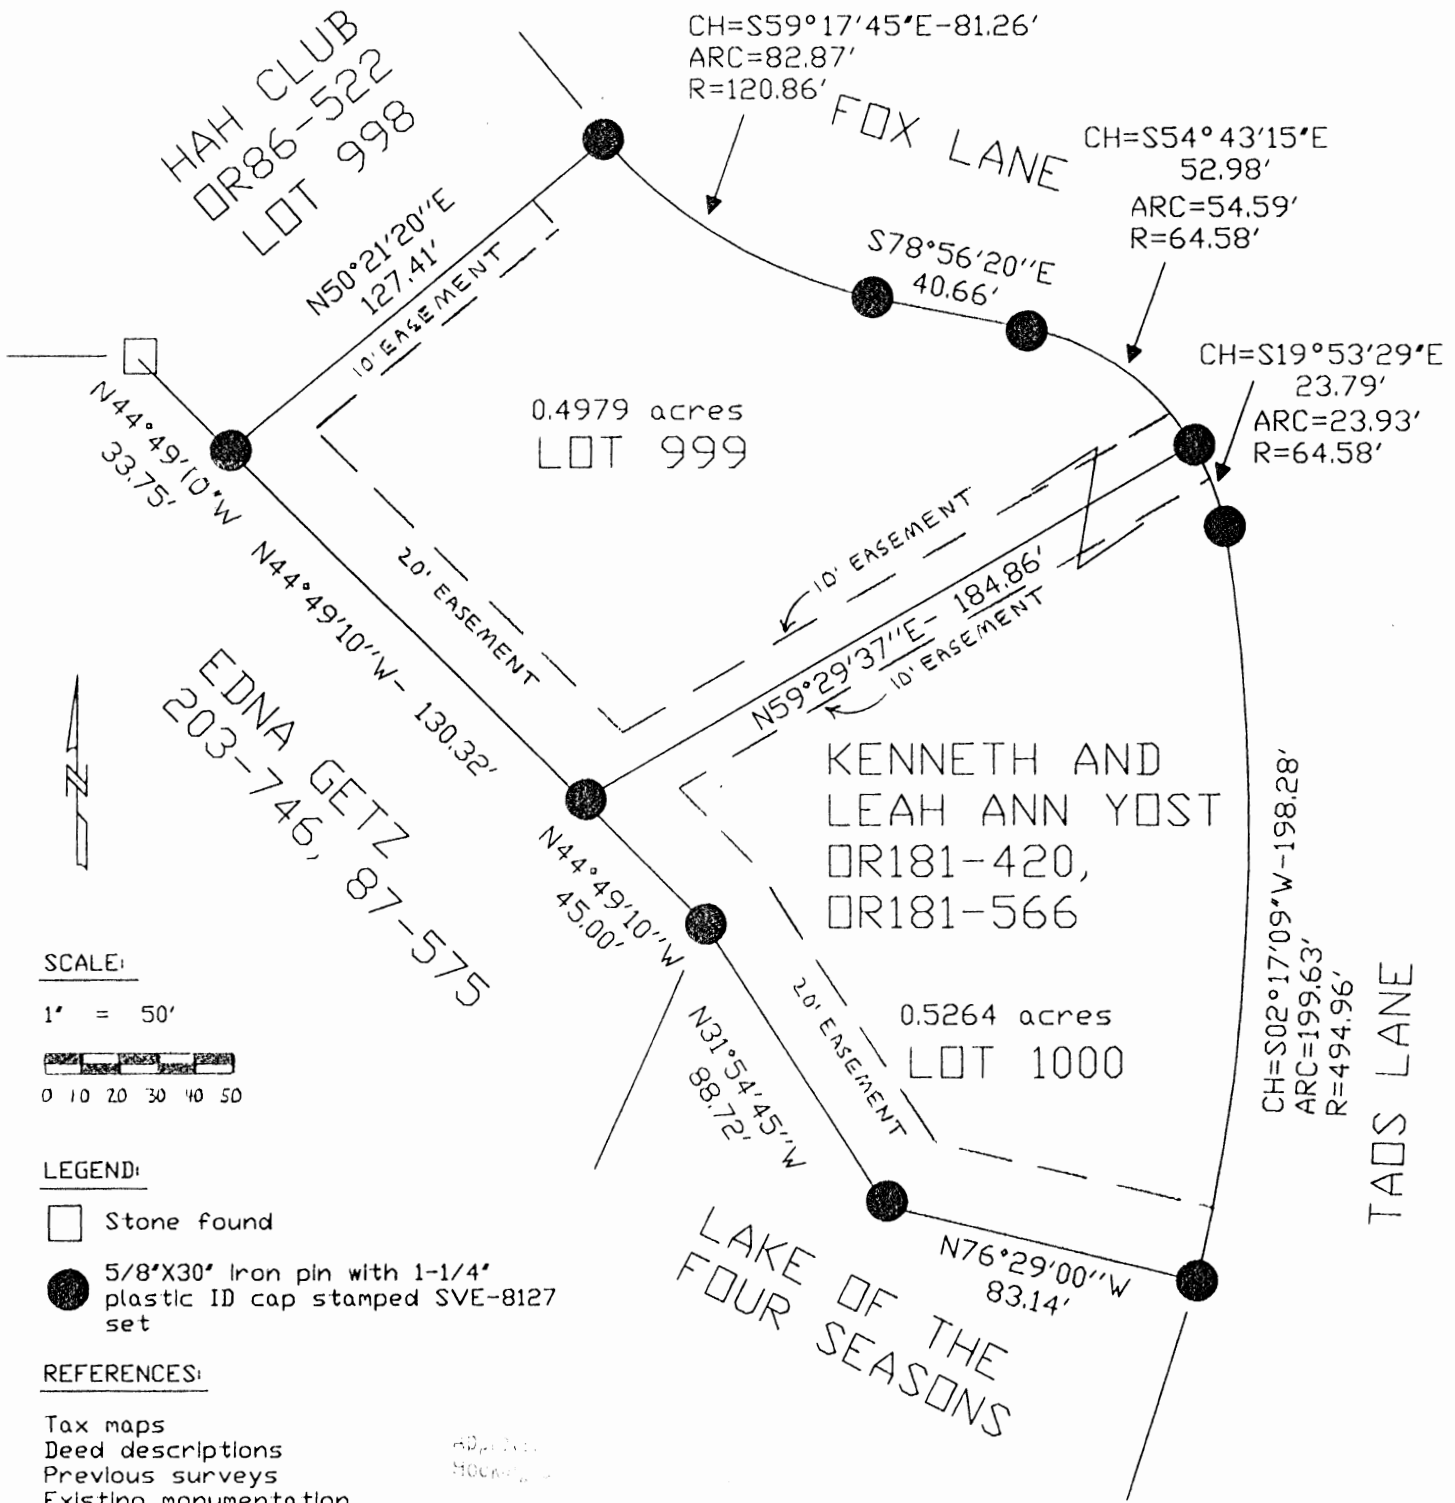 CH=S59°17'45"E-81.26'
ARC=82.87'
R=120.86'
HAH CLUB
OR86-522
LOT 998
FOX LANE
CH=S54°43'15"E
52.98'
ARC=54.59'
R=64.58'
N50°21'20"E
127.41'
10' EASEMENT
S78°56'20"E
40.66'
CH=S19°53'29"E
23.79'
ARC=23.93'
R=64.58'
N44°49'10"W
33.75'
0.4979 acres
LOT 999
20' EASEMENT
10' EASEMENT
N59°29'37"E- 184.86'
10' EASEMENT
N44°49'10"W- 130.32'
EDNA GETZ
203-746, 87-575
KENNETH AND
LEAH ANN YOST
OR181-420,
OR181-566
N44°49'10"W
45.00'
CH=S02°17'09"W-198.28'
ARC=199.63'
R=494.96'
TAOS LANE
20' EASEMENT
0.5264 acres
LOT 1000
N31°54'45"W
88.72'
N76°29'00"W
83.14'
LAKE OF THE
FOUR SEASONS
N
SCALE:
1" = 50'
0 10 20 30 40 50
LEGEND:
Stone found
5/8"X30" Iron pin with 1-1/4"
plastic ID cap stamped SVE-8127
set
REFERENCES:
Tax maps
Deed descriptions
Previous surveys
Existing monumentation